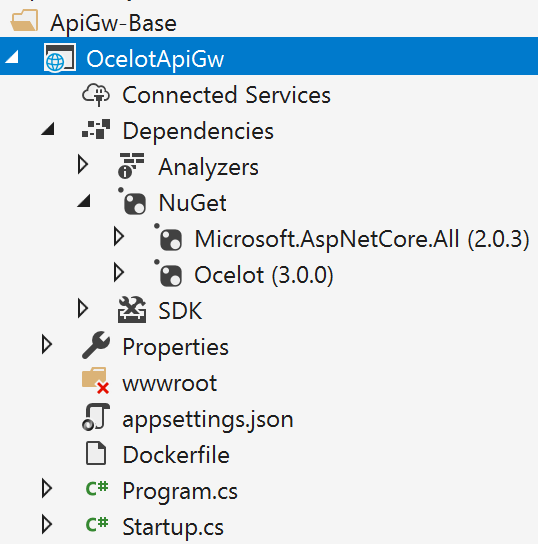 ApiGw-Base
OcelotApiGw
Connected Services
Dependencies
Analyzers
NuGet
Microsoft.AspNetCore.All (2.0.3)
Ocelot (3.0.0)
SDK
Properties
wwwroot
appsettings.json
Dockerfile
C# Program.cs
C# Startup.cs